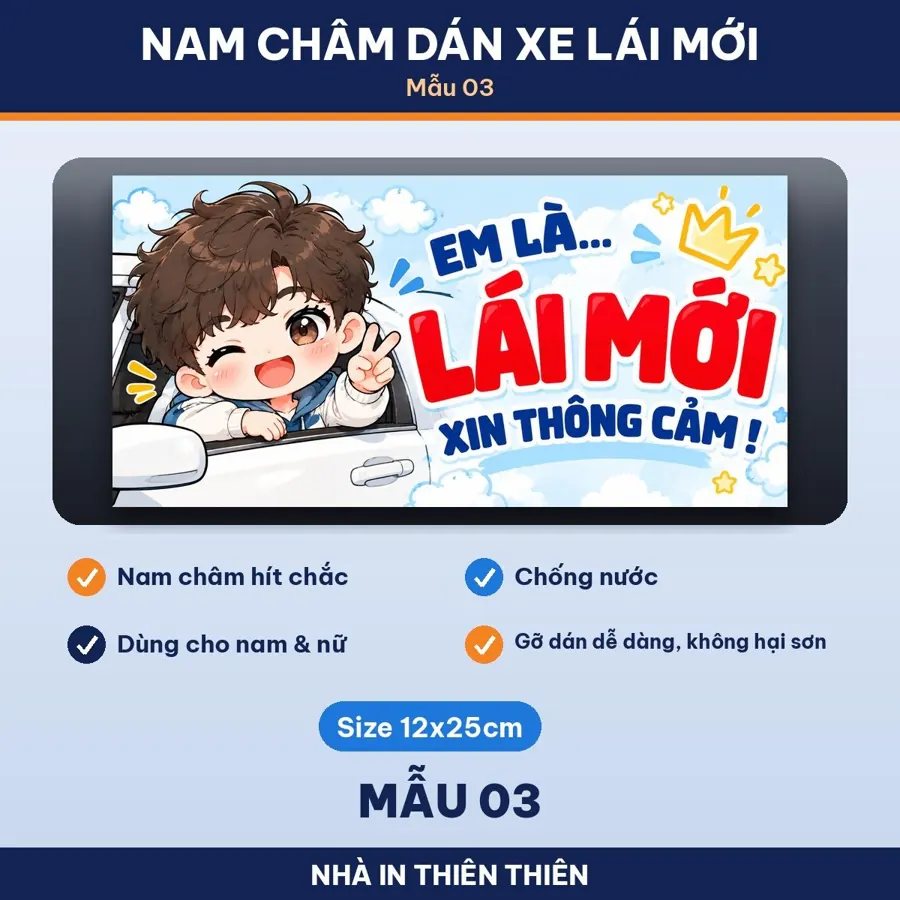 NAM CHÂM DÁN XE LÁI MỚI
Mẫu 03
EM LÀ...
LÁI MỚI
XIN THÔNG CẢM !
Nam châm hít chắc
Chống nước
Dùng cho nam & nữ
Gỡ dán dễ dàng, không hại sơn
Size 12x25cm
MẪU 03
NHÀ IN THIÊN THIÊN